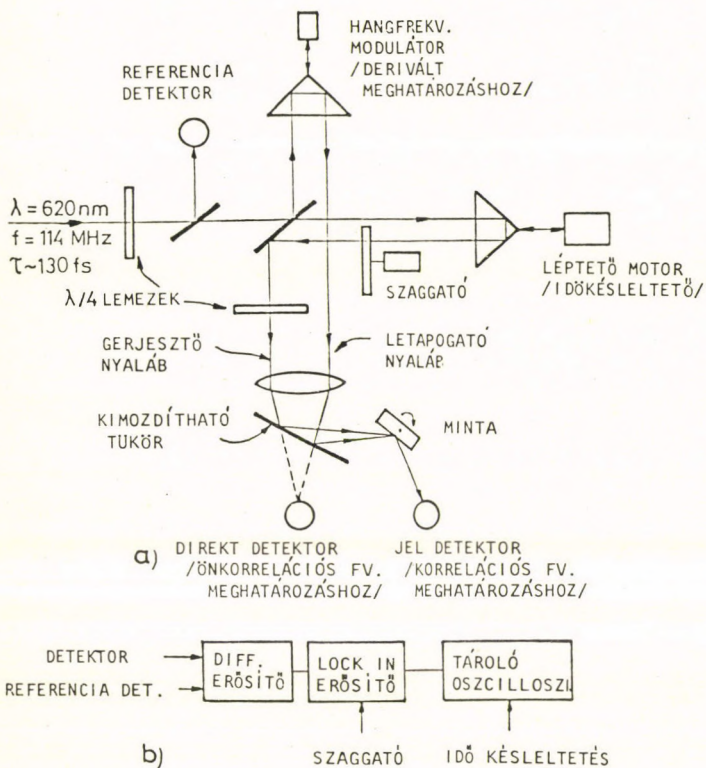 HANGFREKV.
MODULÁTOR
/DERIVÁLT
MEGHATÁROZÁSHOZ/
REFERENCIA
DETEKTOR
λ = 620 nm
f = 114 MHz
τ~130 fs
λ/4 LEMEZEK
SZAGGATÓ
LÉPTETŐ MOTOR
/IDŐKÉSLELTETŐ/
GERJESZTŐ
NYALÁB
LETAPOGATÓ
NYALÁB
KIMOZDÍTHATÓ
TÜKÖR
MINTA
a)
DIREKT DETEKTOR
/ÖNKORRELÁCIÓS FV.
MEGHATÁROZÁSHOZ/
JEL DETEKTOR
/KORRELÁCIÓS FV.
MEGHATÁROZÁSHOZ/
DETEKTOR
REFERENCIA DET.
DIFF.
ERŐSÍTŐ
LOCK IN
ERŐSÍTŐ
TÁROLÓ
OSZCILLOSZ
b)
SZAGGATÓ
IDŐ KÉSLELTETÉS